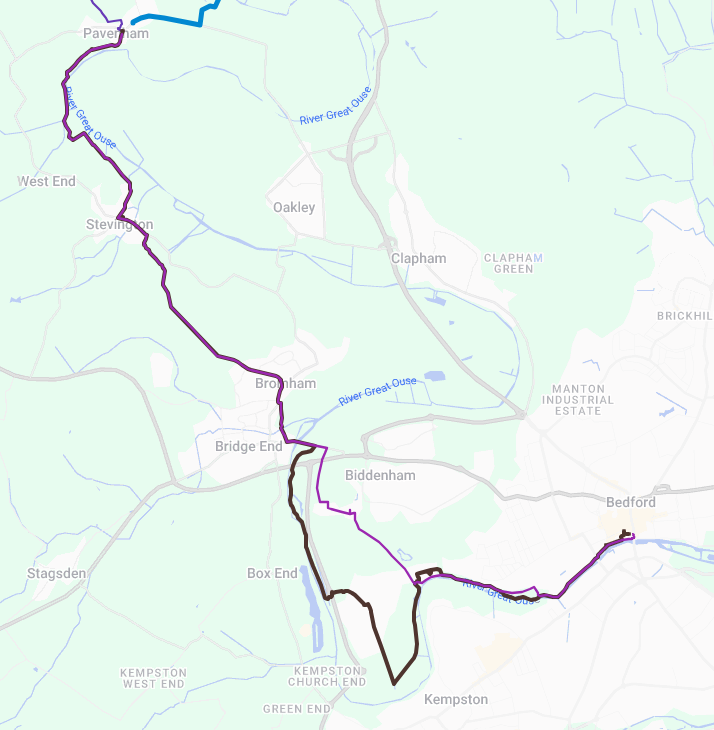 Pavenham
River Great Ouse
River Great Ouse
West End
Stevington
Oakley
Clapham
CLAPHAM
GREEN
BRICKHIL
Bromham
River Great Ouse
MANTON
INDUSTRIAL
ESTATE
Bridge End
Biddenham
Bedford
Stagsden
Box End
River Great Ouse
KEMPSTON
WEST END
KEMPSTON
CHURCH END
Kempston
GREEN END